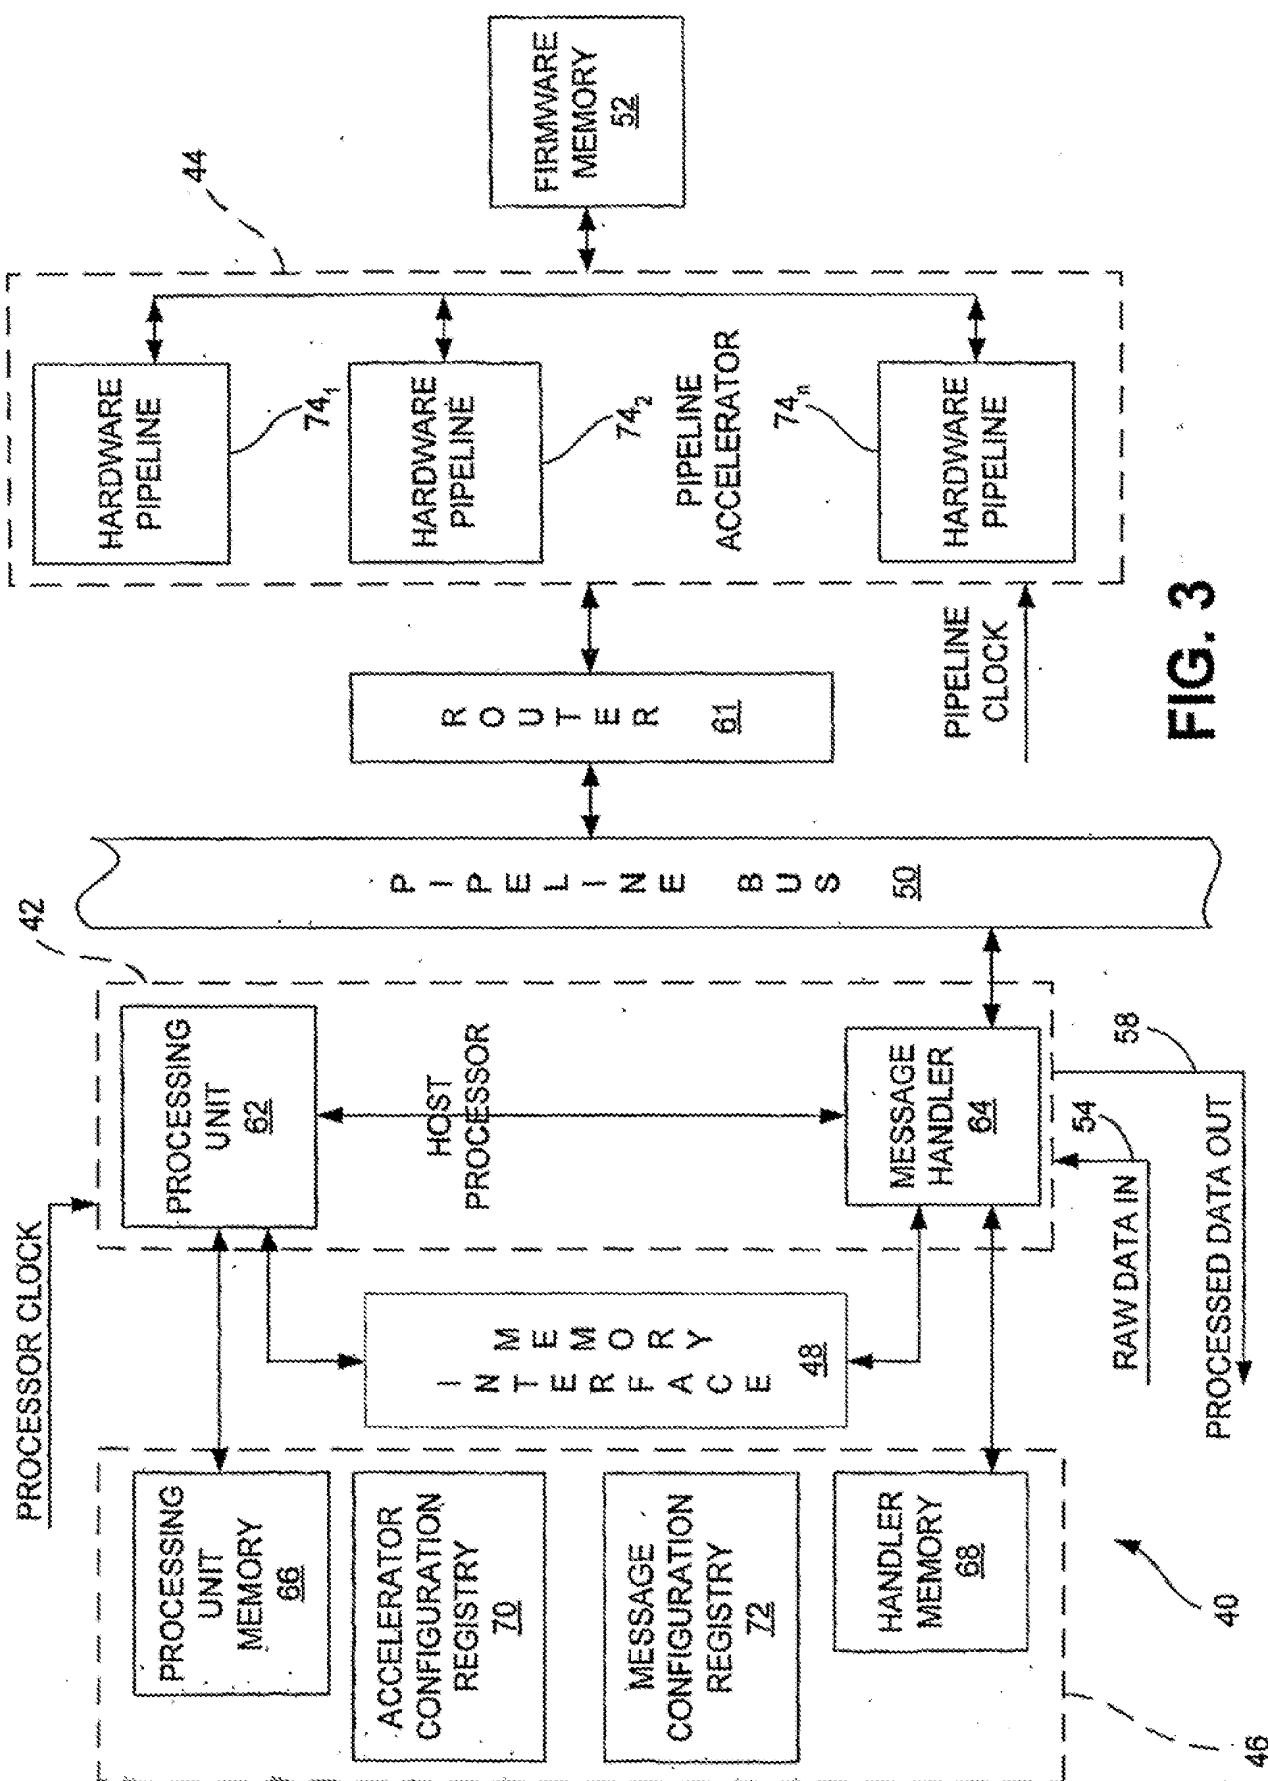 PROCESSOR CLOCK
42
44
PROCESSING
UNIT
MEMORY
66
ACCELERATOR
CONFIGURATION
REGISTRY
70
MESSAGE
CONFIGURATION
REGISTRY
72
HANDLER
MEMORY
68
46
40
MEMORY
INTERFACE
48
PROCESSING
UNIT
62
HOST
PROCESSOR
MESSAGE
HANDLER
64
RAW DATA IN
54
PROCESSED DATA OUT
58
PIPELINE BUS
50
ROUTER
61
PIPELINE
CLOCK
HARDWARE
PIPELINE
74₁
HARDWARE
PIPELINE
74₂
PIPELINE
ACCELERATOR
74ₙ
HARDWARE
PIPELINE
FIRMWARE
MEMORY
52
FIG. 3